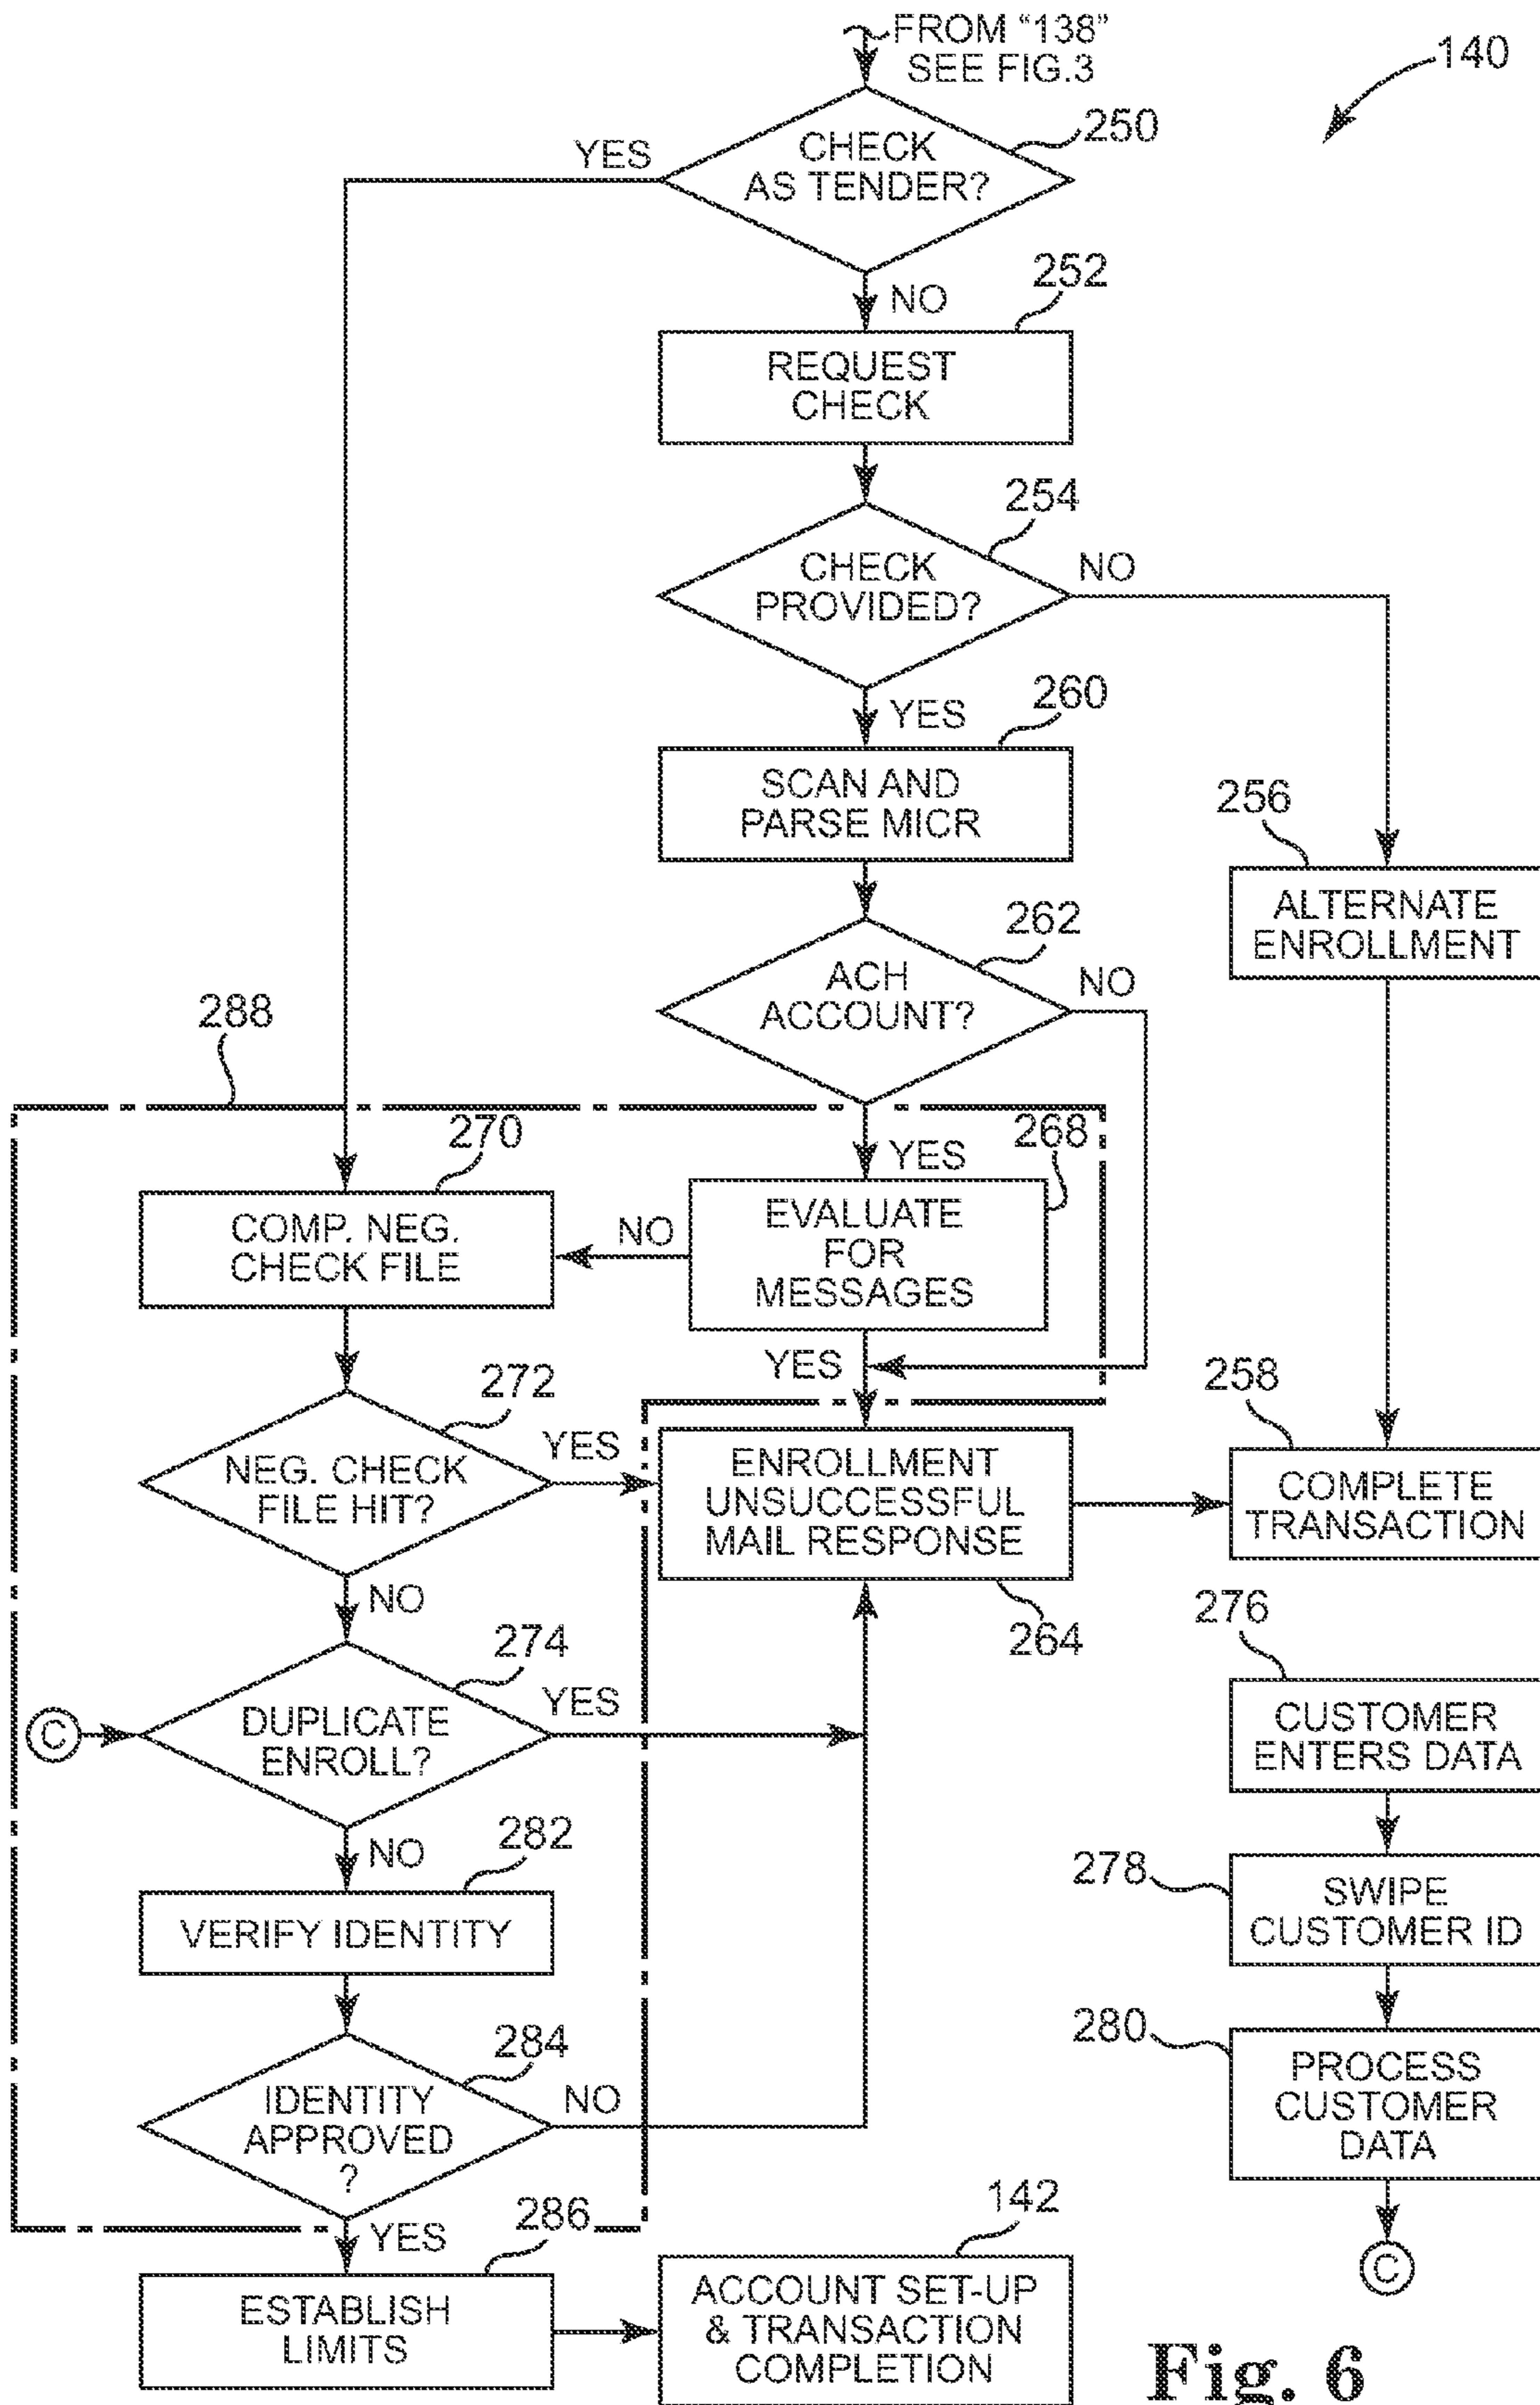 FROM "138"
SEE FIG.3
140
CHECK
AS TENDER?
250
YES
NO
252
REQUEST
CHECK
254
CHECK
PROVIDED?
NO
YES
260
SCAN AND
PARSE MICR
256
ALTERNATE
ENROLLMENT
262
ACH
ACCOUNT?
NO
288
270
YES
268
COMP. NEG.
CHECK FILE
NO
EVALUATE
FOR
MESSAGES
YES
272
NEG. CHECK
FILE HIT?
YES
ENROLLMENT
UNSUCCESSFUL
MAIL RESPONSE
264
258
COMPLETE
TRANSACTION
NO
274
C
DUPLICATE
ENROLL?
YES
276
CUSTOMER
ENTERS DATA
NO
282
VERIFY IDENTITY
278
SWIPE
CUSTOMER ID
284
IDENTITY
APPROVED
?
NO
280
PROCESS
CUSTOMER
DATA
C
YES
286
ESTABLISH
LIMITS
142
ACCOUNT SET-UP
& TRANSACTION
COMPLETION
Fig. 6